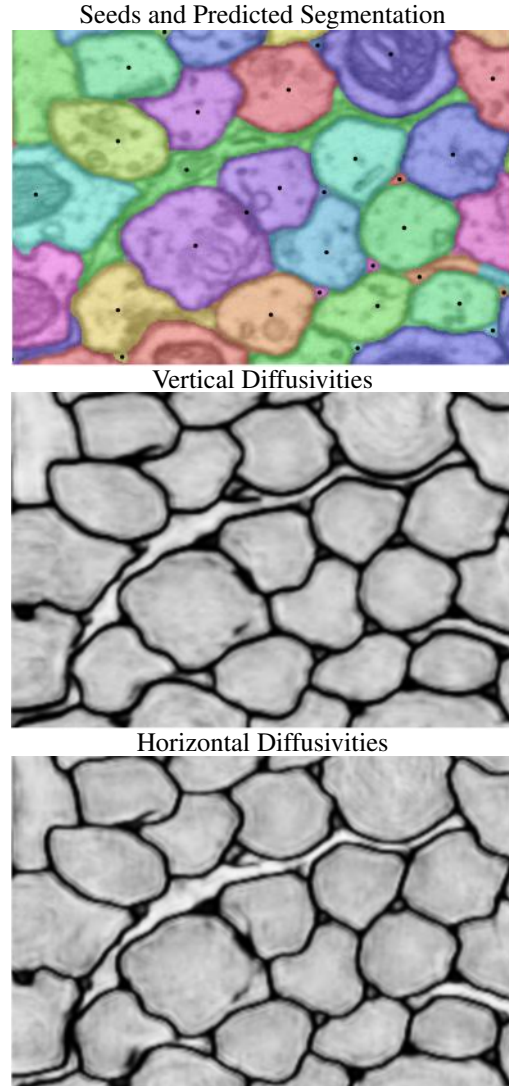 Seeds and Predicted Segmentation
Vertical Diffusivities
Horizontal Diffusivities